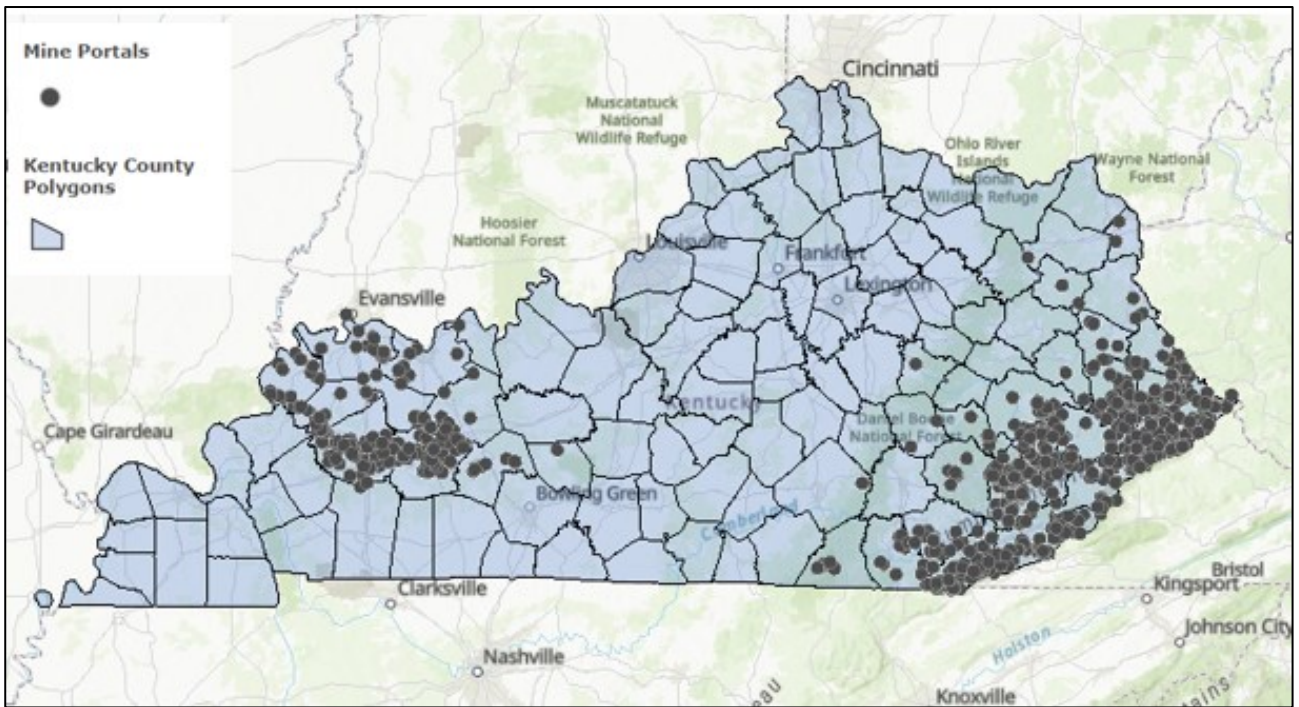 Mine Portals
Kentucky County
Polygons
Cincinnati
Muscatatuck
National
Wildlife Refuge
Ohio River
Islands
National
Wildlife Refuge
Wayne National
Forest
Hoosier
National Forest
Louisville
Frankfort
Lexington
Evansville
Kentucky
Daniel Boone
National Forest
Cape Girardeau
Bowling Green
Cumberland
Clarksville
Bristol
Kingsport
Johnson City
Holston
Nashville
Knoxville